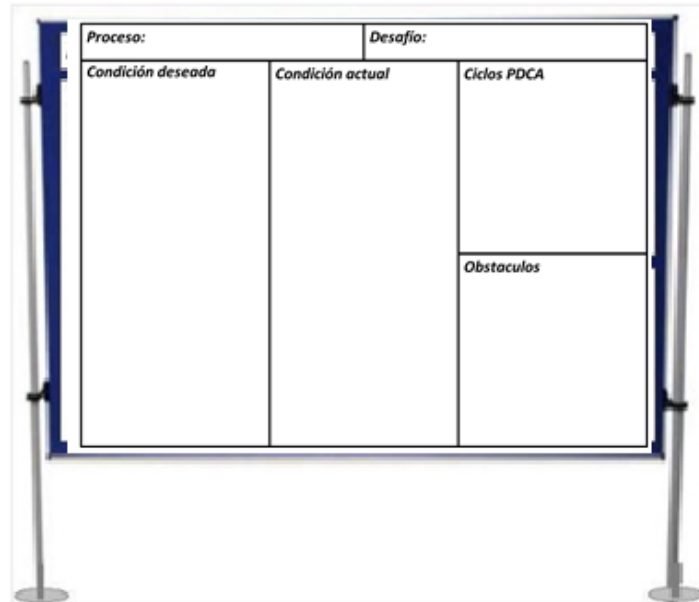 Proceso:
Desafío:
Condición deseada
Condición actual
Ciclos PDCA
Obstaculos